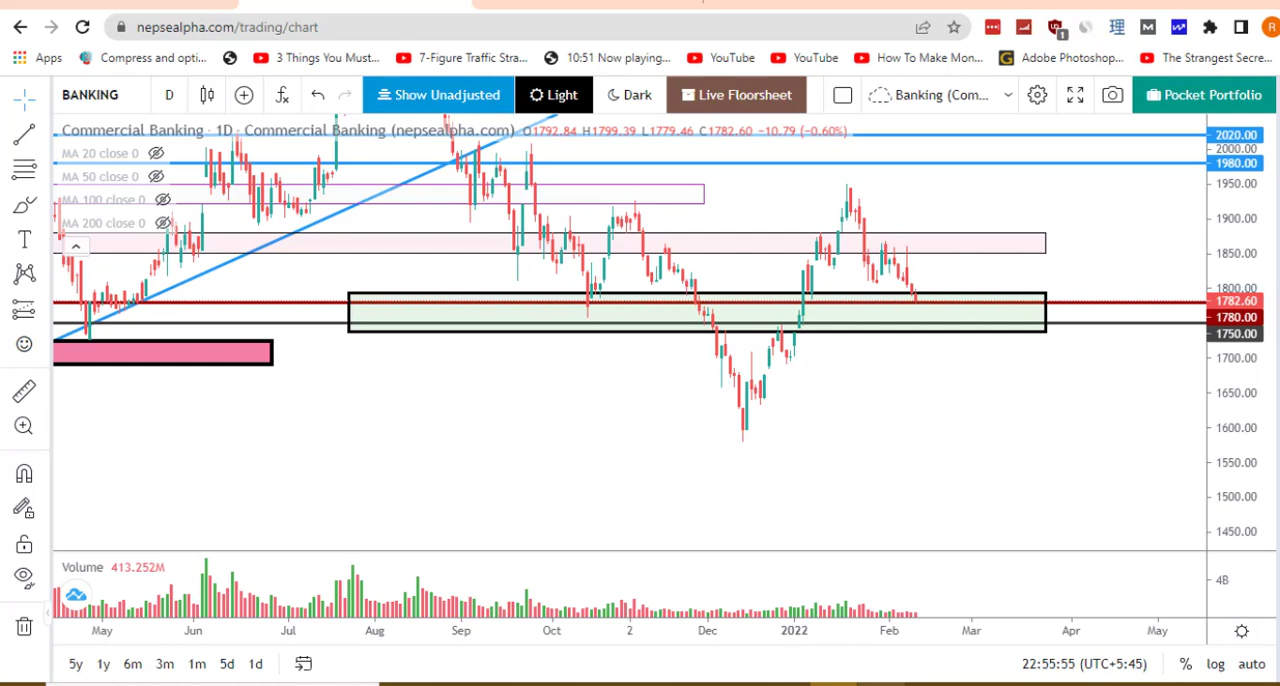 nepsealpha.com/trading/chart
Apps Compress and opti... 3 Things You Must... 7-Figure Traffic Stra... 10:51 Now playing... YouTube YouTube How To Make Mon... Adobe Photoshop... The Strangest Secre...
BANKING D Show Unadjusted Light Dark Live Floorsheet Banking (Com... Pocket Portfolio
Commercial Banking · 1D · Commercial Banking (nepsealpha.com) O1792.84 H1799.39 L1779.46 C1782.60 −10.79 (−0.60%)
MA 20 close 0
MA 50 close 0
MA 100 close 0
MA 200 close 0
2020.00
2000.00
1980.00
1950.00
1900.00
1850.00
1800.00
1782.60
1780.00
1750.00
1700.00
1650.00
1600.00
1550.00
1500.00
1450.00
Volume 413.252M
4B
May Jun Jul Aug Sep Oct 2 Dec 2022 Feb Mar Apr May
5y 1y 6m 3m 1m 5d 1d 22:55:55 (UTC+5:45) % log auto